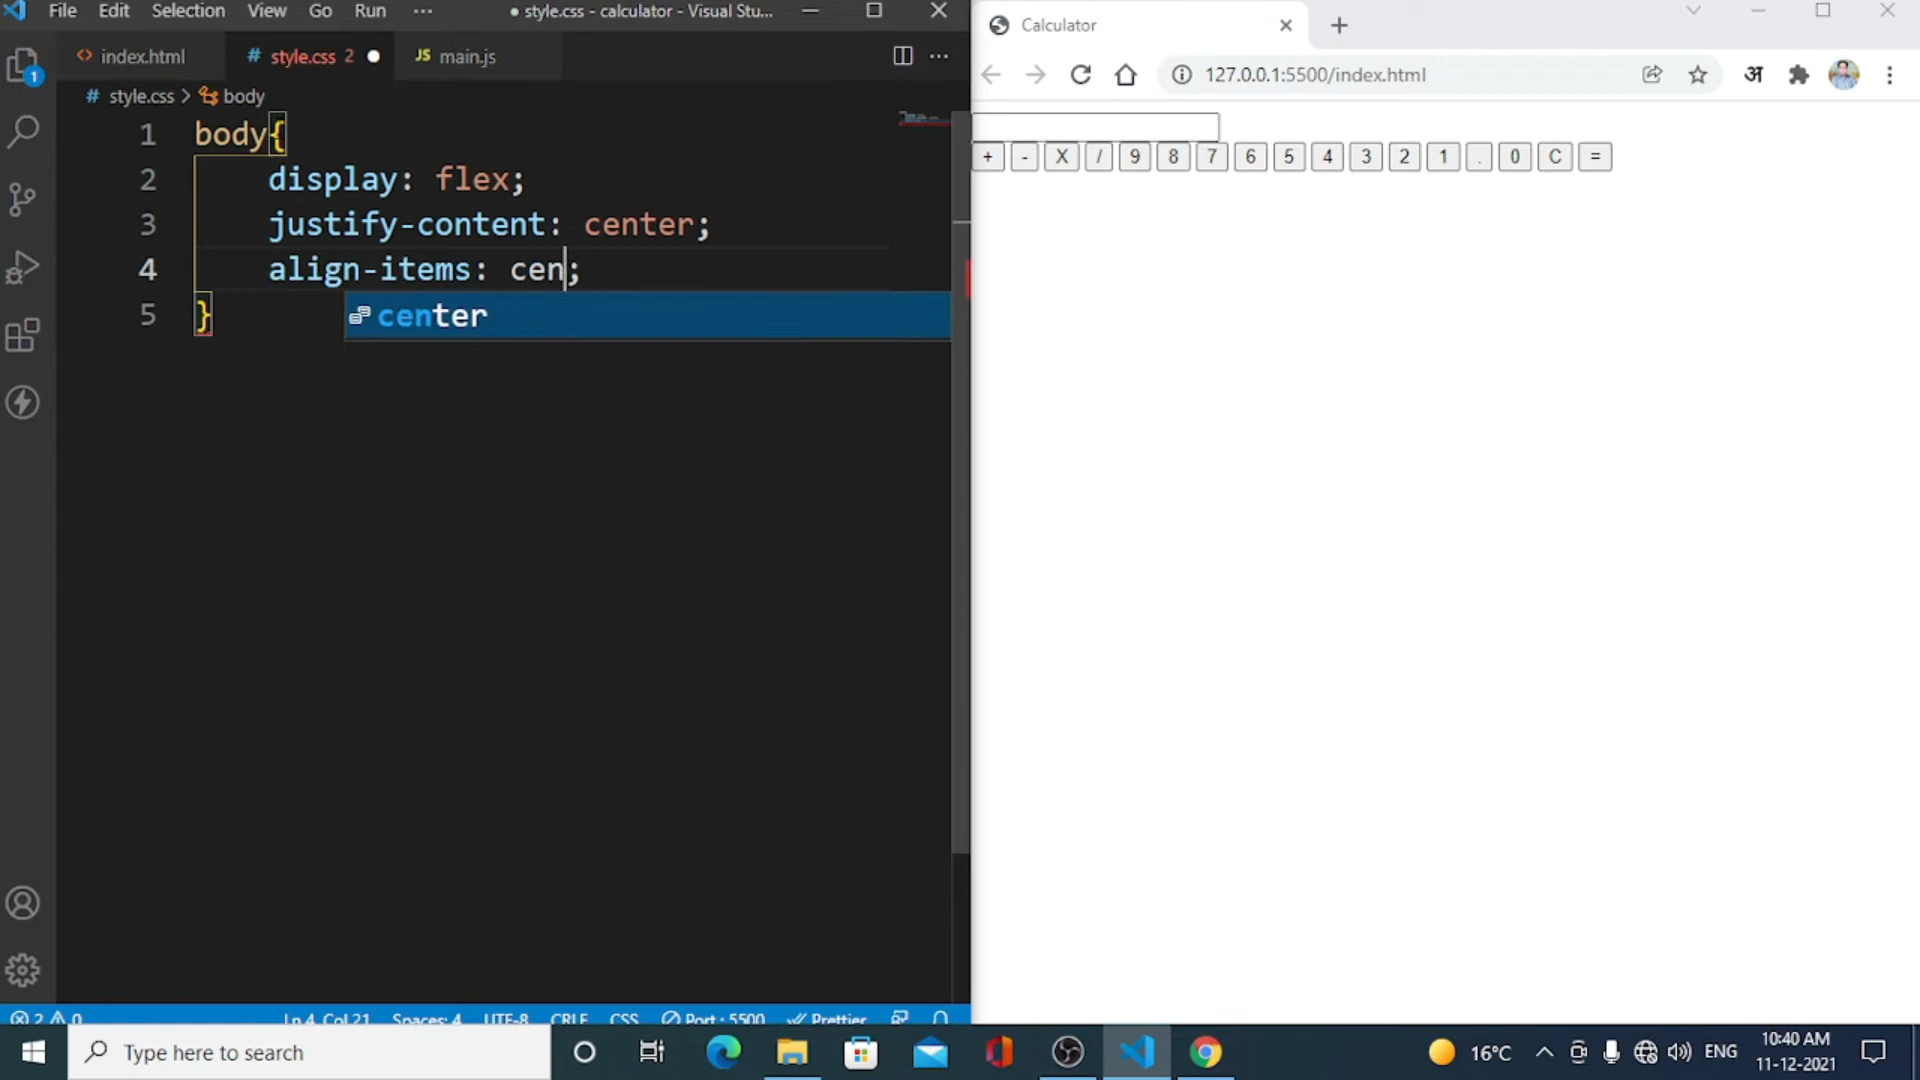 File Edit Selection View Go Run ··· ● style.css - calculator - Visual Stu...
index.html # style.css 2 ● JS main.js
# style.css > body
1 body{
2 display: flex;
3 justify-content: center;
4 align-items: cen;
center
5 }
2 0 Ln 4, Col 21 Spaces: 4 UTF-8 CRLF CSS Port : 5500 Prettier
1
Calculator
127.0.0.1:5500/index.html अ
+ - X / 9 8 7 6 5 4 3 2 1 . 0 C =
Type here to search
16°C ENG 10:40 AM
11-12-2021